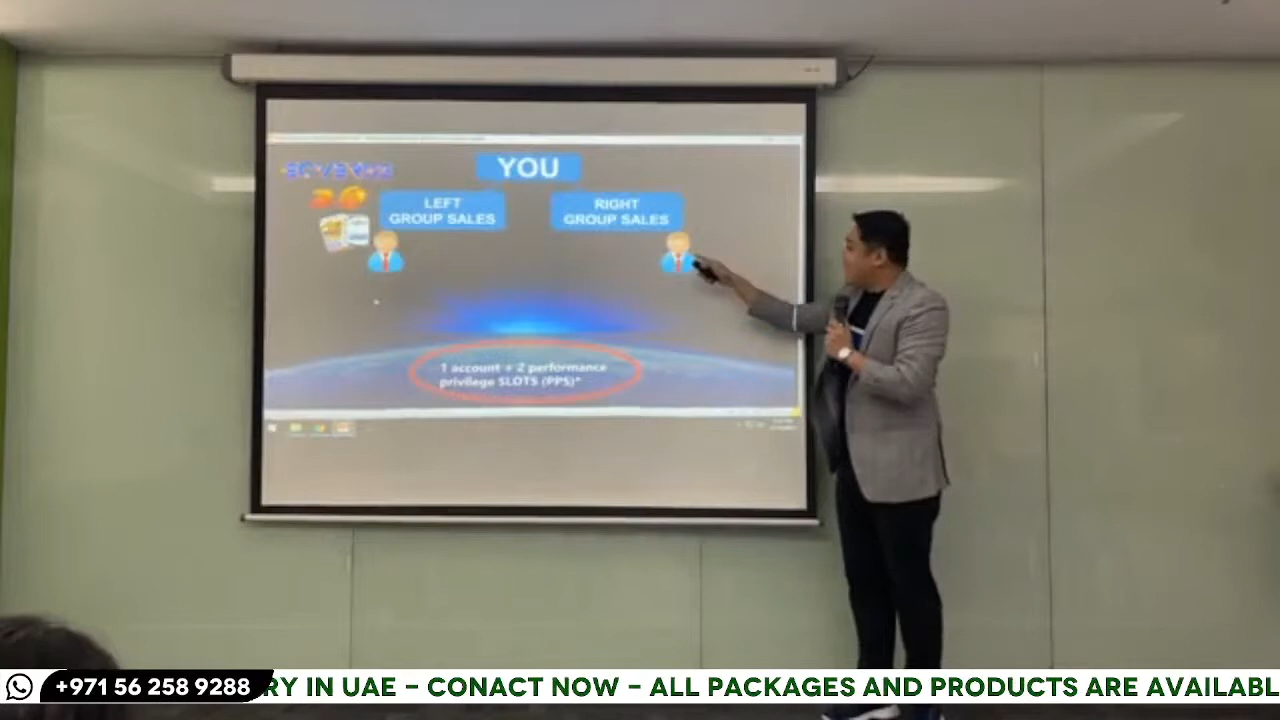 YOU
LEFT
GROUP SALES
RIGHT
GROUP SALES
1 account + 2 performance
privilege SLOTS (PPS)*
+971 56 258 9288
RY IN UAE - CONACT NOW - ALL PACKAGES AND PRODUCTS ARE AVAILABL